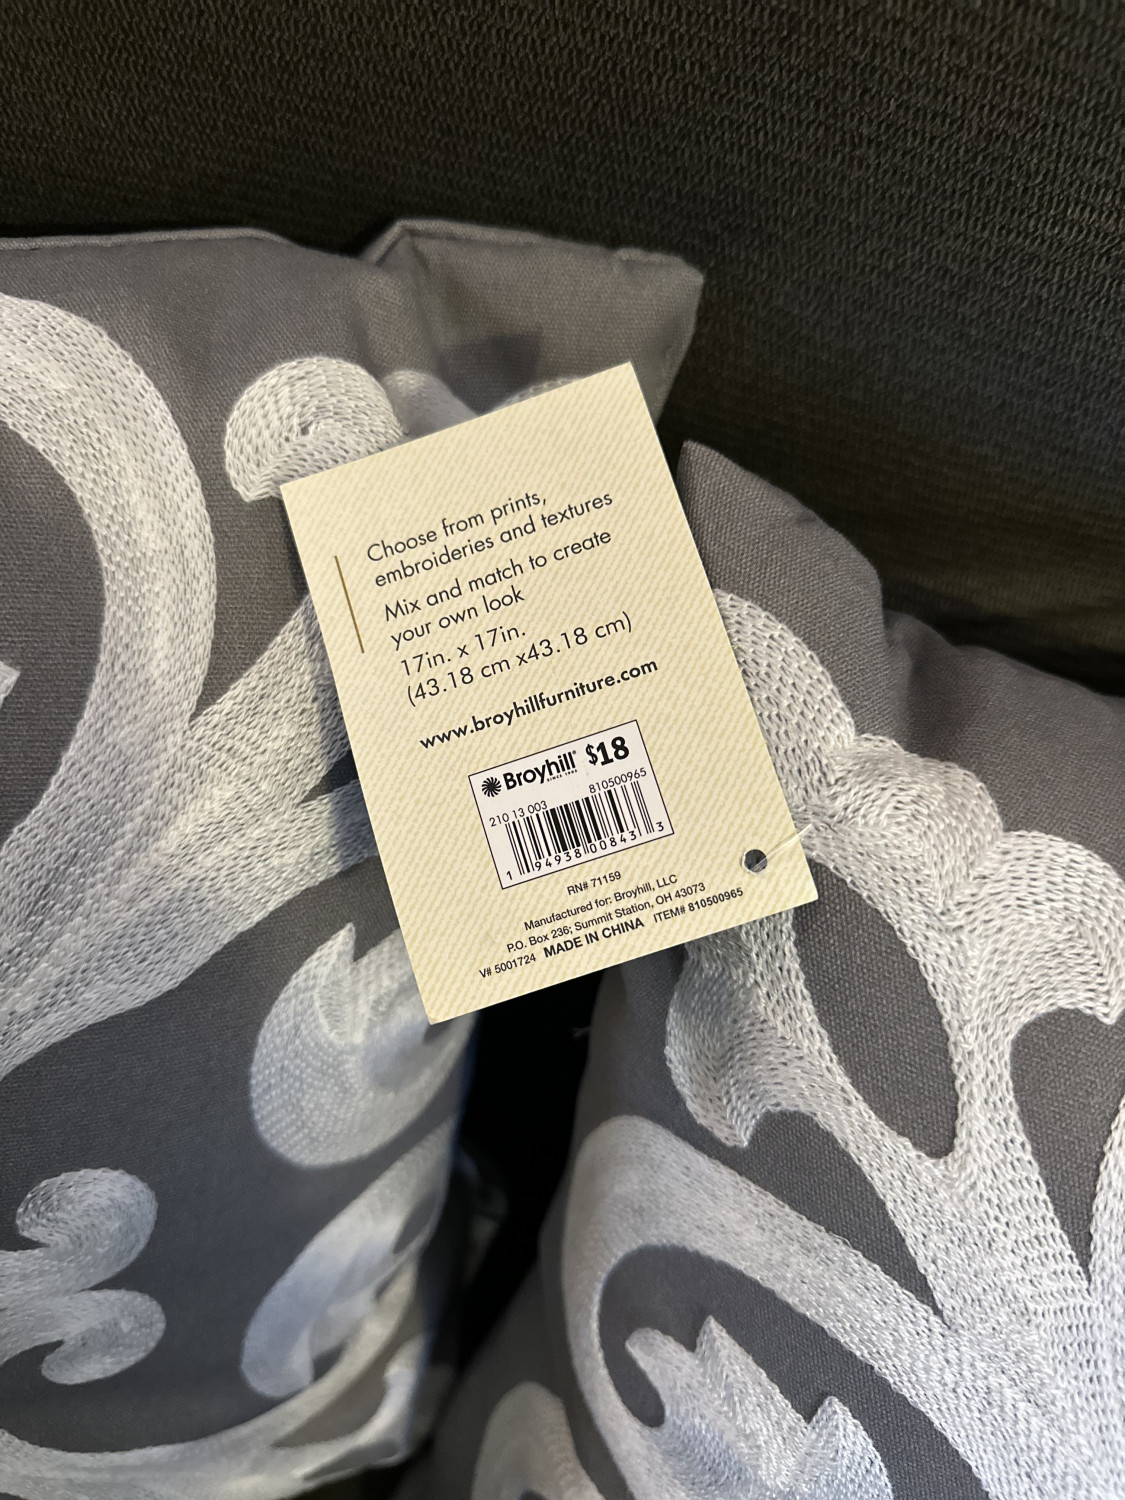 Choose from prints,
embroideries and textures
Mix and match to create
your own look
17in. x 17in.
(43.18 cm x43.18 cm)
www.broyhillfurniture.com
Broyhill® $18
SINCE 1905
210 13 003 810500965
1 94938 00843 3
RN# 71159
Manufactured for: Broyhill, LLC
P.O. Box 236; Summit Station, OH 43073
V# 5001724 MADE IN CHINA ITEM# 810500965